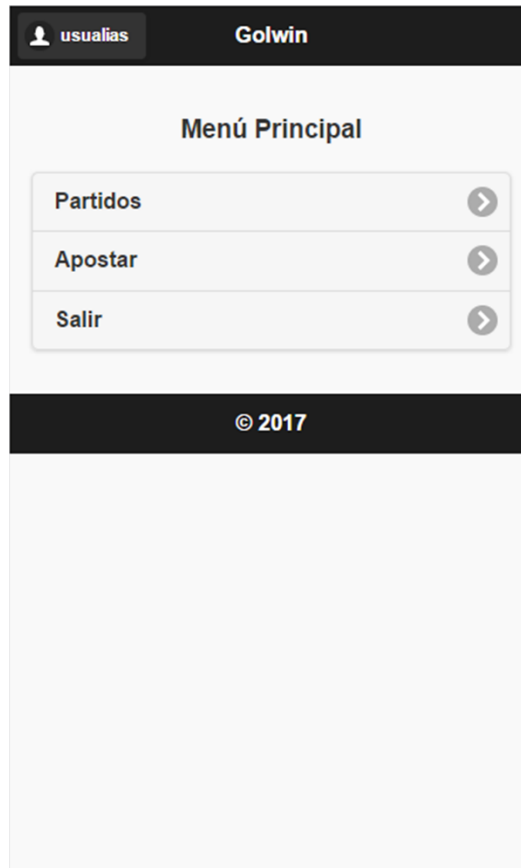 usualias Golwin
Menú Principal
Partidos
Apostar
Salir
© 2017